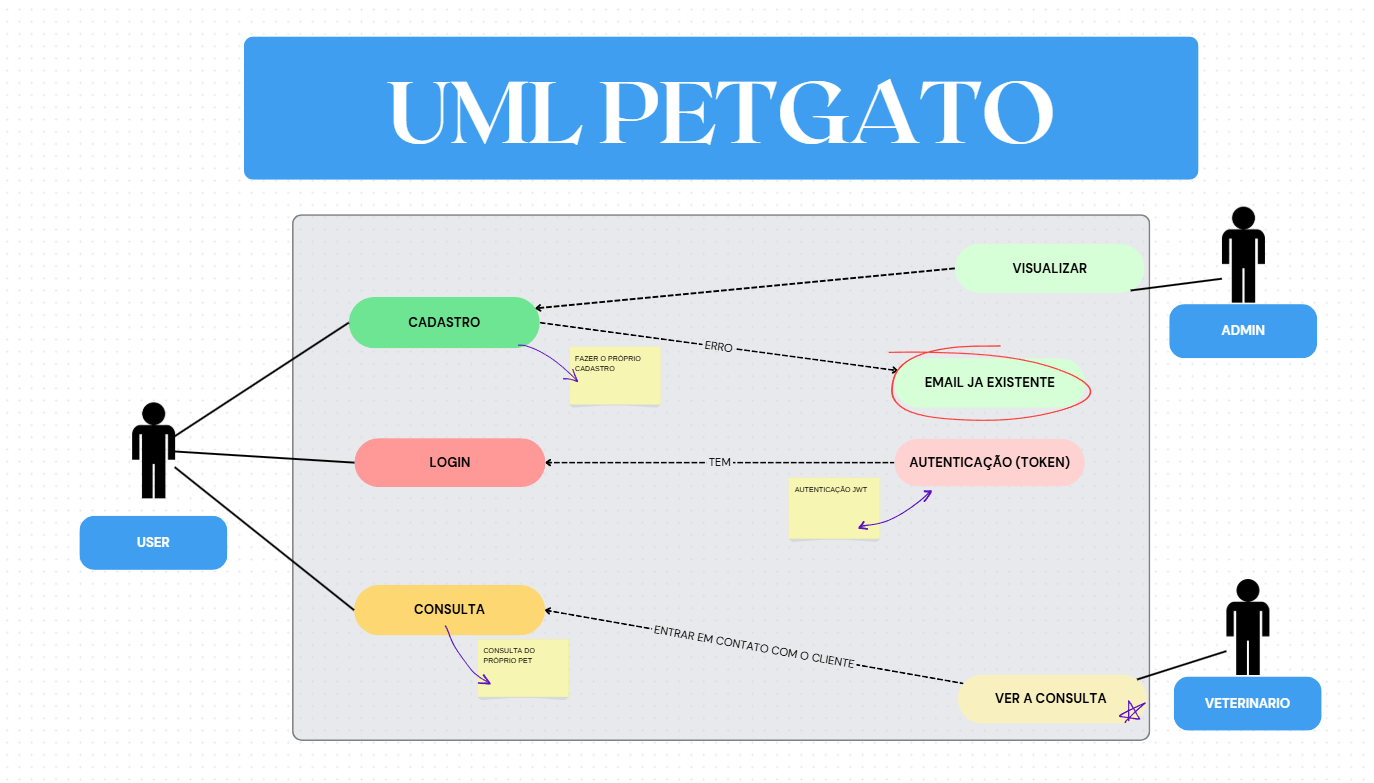 UML PETGATO
VISUALIZAR
ADMIN
CADASTRO
ERRO
FAZER O PRÓPRIO
CADASTRO
EMAIL JA EXISTENTE
LOGIN
TEM
AUTENTICAÇÃO (TOKEN)
AUTENTICAÇÃO JWT
USER
CONSULTA
ENTRAR EM CONTATO COM O CLIENTE
CONSULTA DO
PRÓPRIO PET
VER A CONSULTA
VETERINARIO